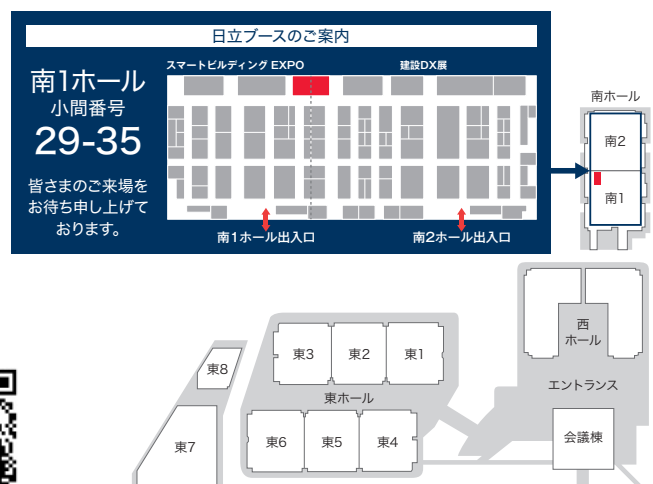 日立ブースのご案内
スマートビルディング EXPO
建設DX展
南1ホール
小間番号
29-35
皆さまのご来場を
お待ち申し上げて
おります。
南1ホール出入口
南2ホール出入口
南ホール
南2
南1
西
ホール
エントランス
会議棟
東3
東2
東1
東8
東ホール
東7
東6
東5
東4